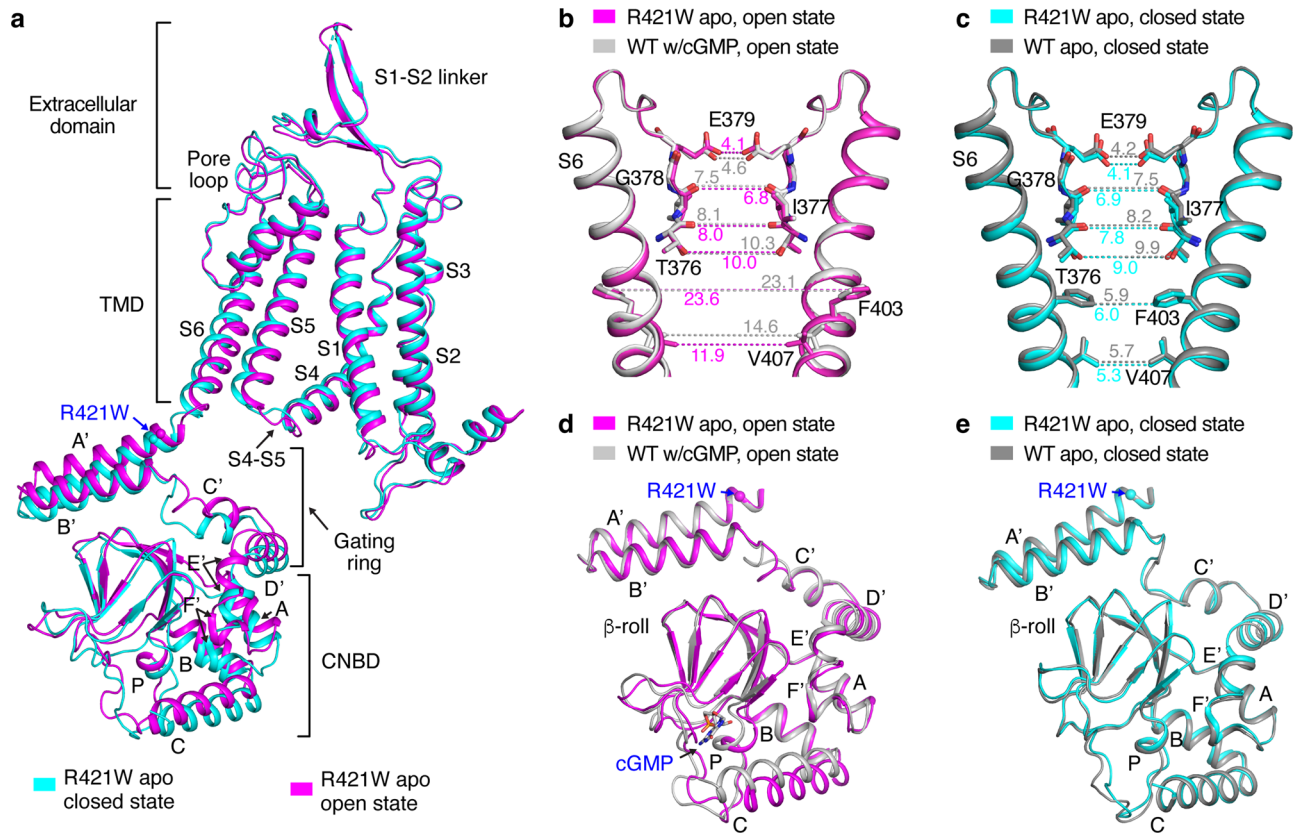 a
Extracellular
domain
S1-S2 linker
Pore
loop
TMD
S6
S5
S4
S1
S3
S2
R421W
A’
B’
S4-S5
C’
Gating
ring
E’
D’
F’
A
B
P
C
CNBD
R421W apo
closed state
R421W apo
open state
b
R421W apo, open state
WT w/cGMP, open state
S6
E379
4.1
4.6
G378
7.5
6.8
I377
8.1
8.0
10.3
10.0
T376
23.1
23.6
F403
14.6
11.9
V407
c
R421W apo, closed state
WT apo, closed state
S6
E379
4.2
4.1
G378
7.5
6.9
I377
8.2
7.8
9.9
9.0
T376
5.9
6.0
F403
5.7
5.3
V407
d
R421W apo, open state
WT w/cGMP, open state
R421W
A’
B’
C’
D’
β-roll
E’
F’
A
B
cGMP
P
C
e
R421W apo, closed state
WT apo, closed state
R421W
A’
B’
C’
D’
β-roll
E’
A
F’
B
P
C